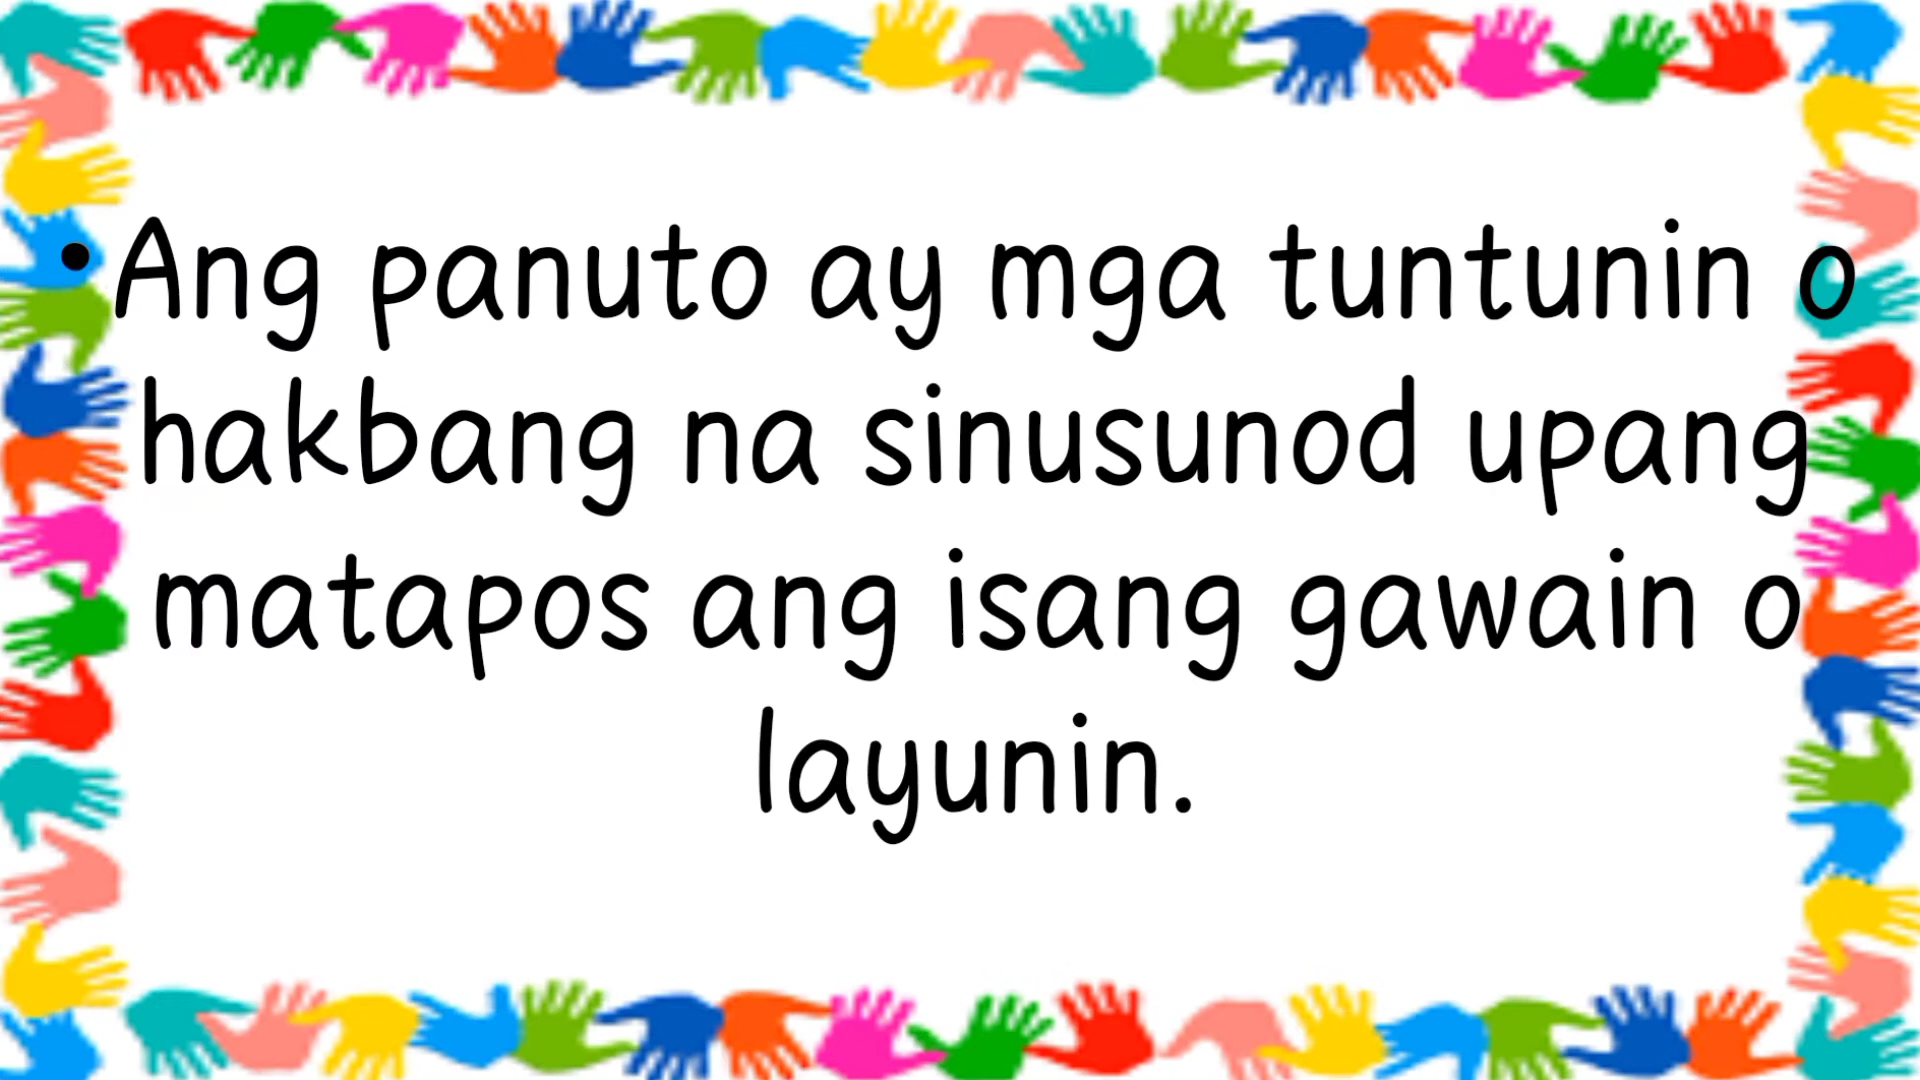 • Ang panuto ay mga tuntunin o
hakbang na sinusunod upang
matapos ang isang gawain o
layunin.